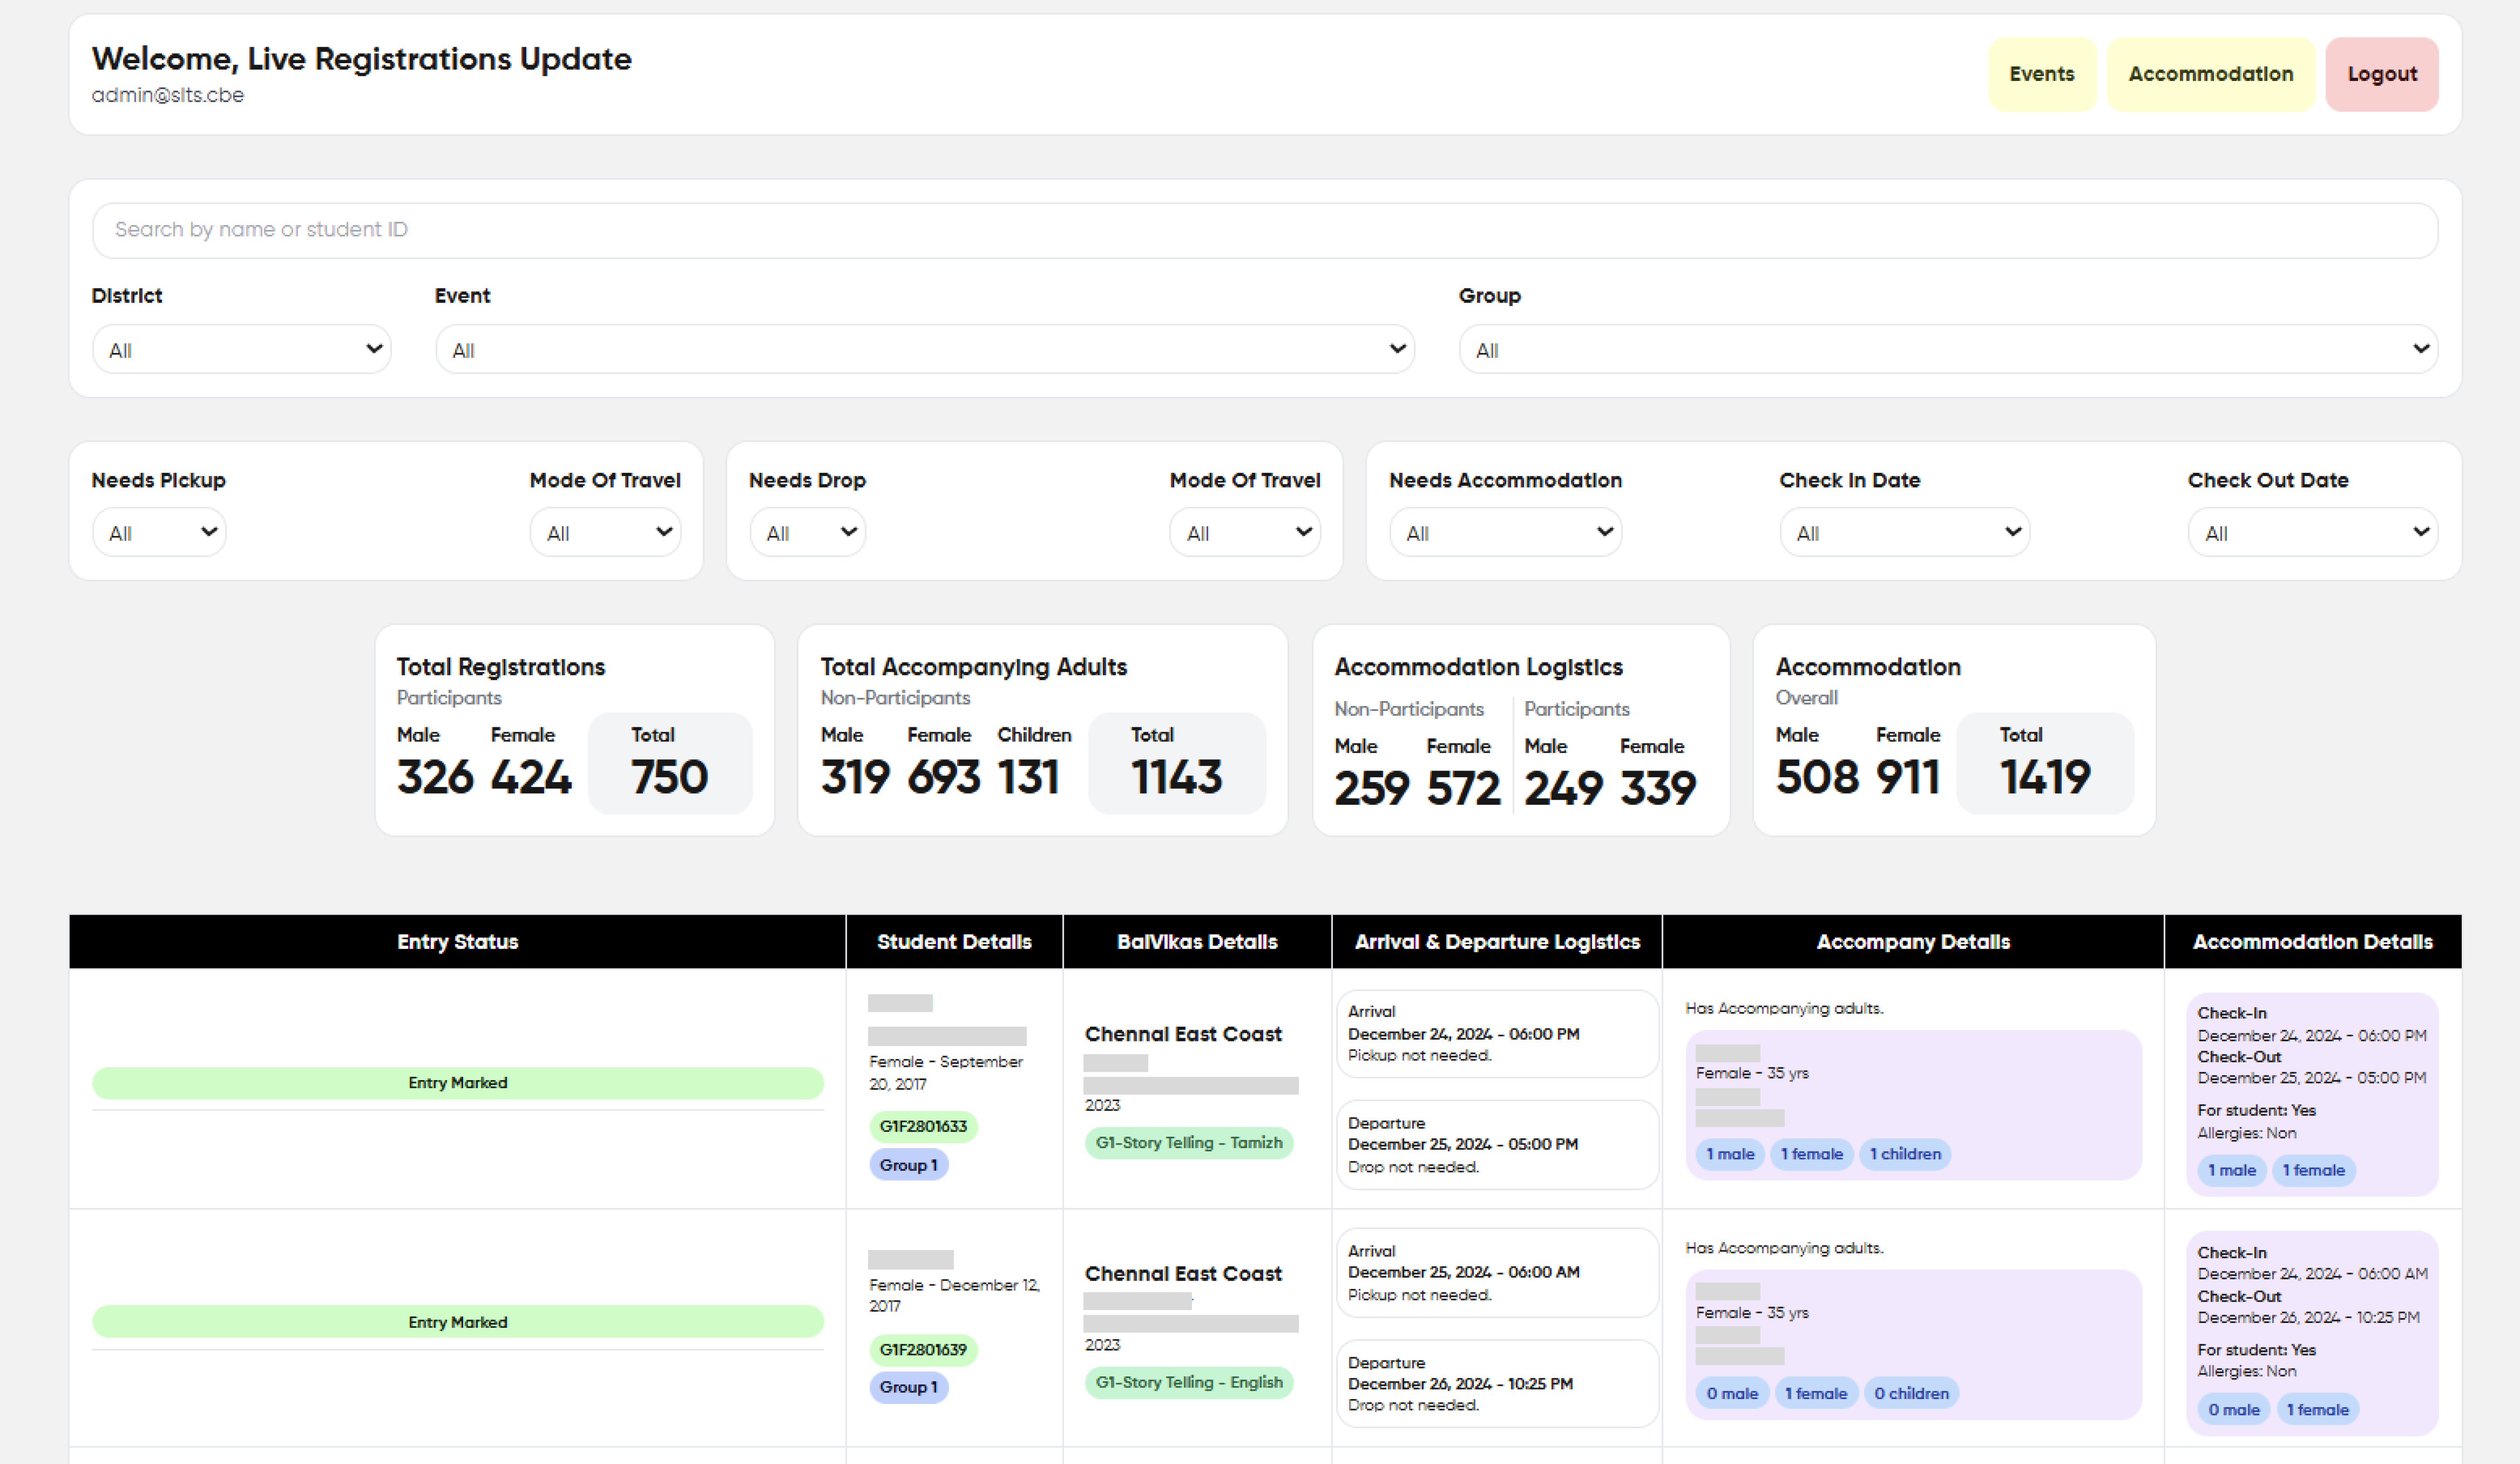 Welcome, Live Registrations Update
admin@slts.cbe
Events
Accommodation
Logout
Search by name or student ID
District
Event
Group
All
All
All
Needs Pickup
Mode Of Travel
Needs Drop
Mode Of Travel
Needs Accommodation
Check In Date
Check Out Date
All
All
All
All
All
All
All
Total Registrations
Participants
Male Female Total
326 424 750
Total Accompanying Adults
Non-Participants
Male Female Children Total
319 693 131 1143
Accommodation Logistics
Non-Participants Participants
Male Female Male Female
259 572 249 339
Accommodation
Overall
Male Female Total
508 911 1419
Entry Status
Student Details
BalVikas Details
Arrival & Departure Logistics
Accompany Details
Accommodation Details
Entry Marked
Female - September
20, 2017
G1F2801633
Group 1
Chennai East Coast
2023
G1-Story Telling - Tamizh
Arrival
December 24, 2024 - 06:00 PM
Pickup not needed.
Departure
December 25, 2024 - 05:00 PM
Drop not needed.
Has Accompanying adults.
Female - 35 yrs
1 male
1 female
1 children
Check-In
December 24, 2024 - 06:00 PM
Check-Out
December 25, 2024 - 05:00 PM
For student: Yes
Allergies: Non
1 male
1 female
Entry Marked
Female - December 12,
2017
G1F2801639
Group 1
Chennai East Coast
2023
G1-Story Telling - English
Arrival
December 25, 2024 - 06:00 AM
Pickup not needed.
Departure
December 26, 2024 - 10:25 PM
Drop not needed.
Has Accompanying adults.
Female - 35 yrs
0 male
1 female
0 children
Check-In
December 24, 2024 - 06:00 AM
Check-Out
December 26, 2024 - 10:25 PM
For student: Yes
Allergies: Non
0 male
1 female